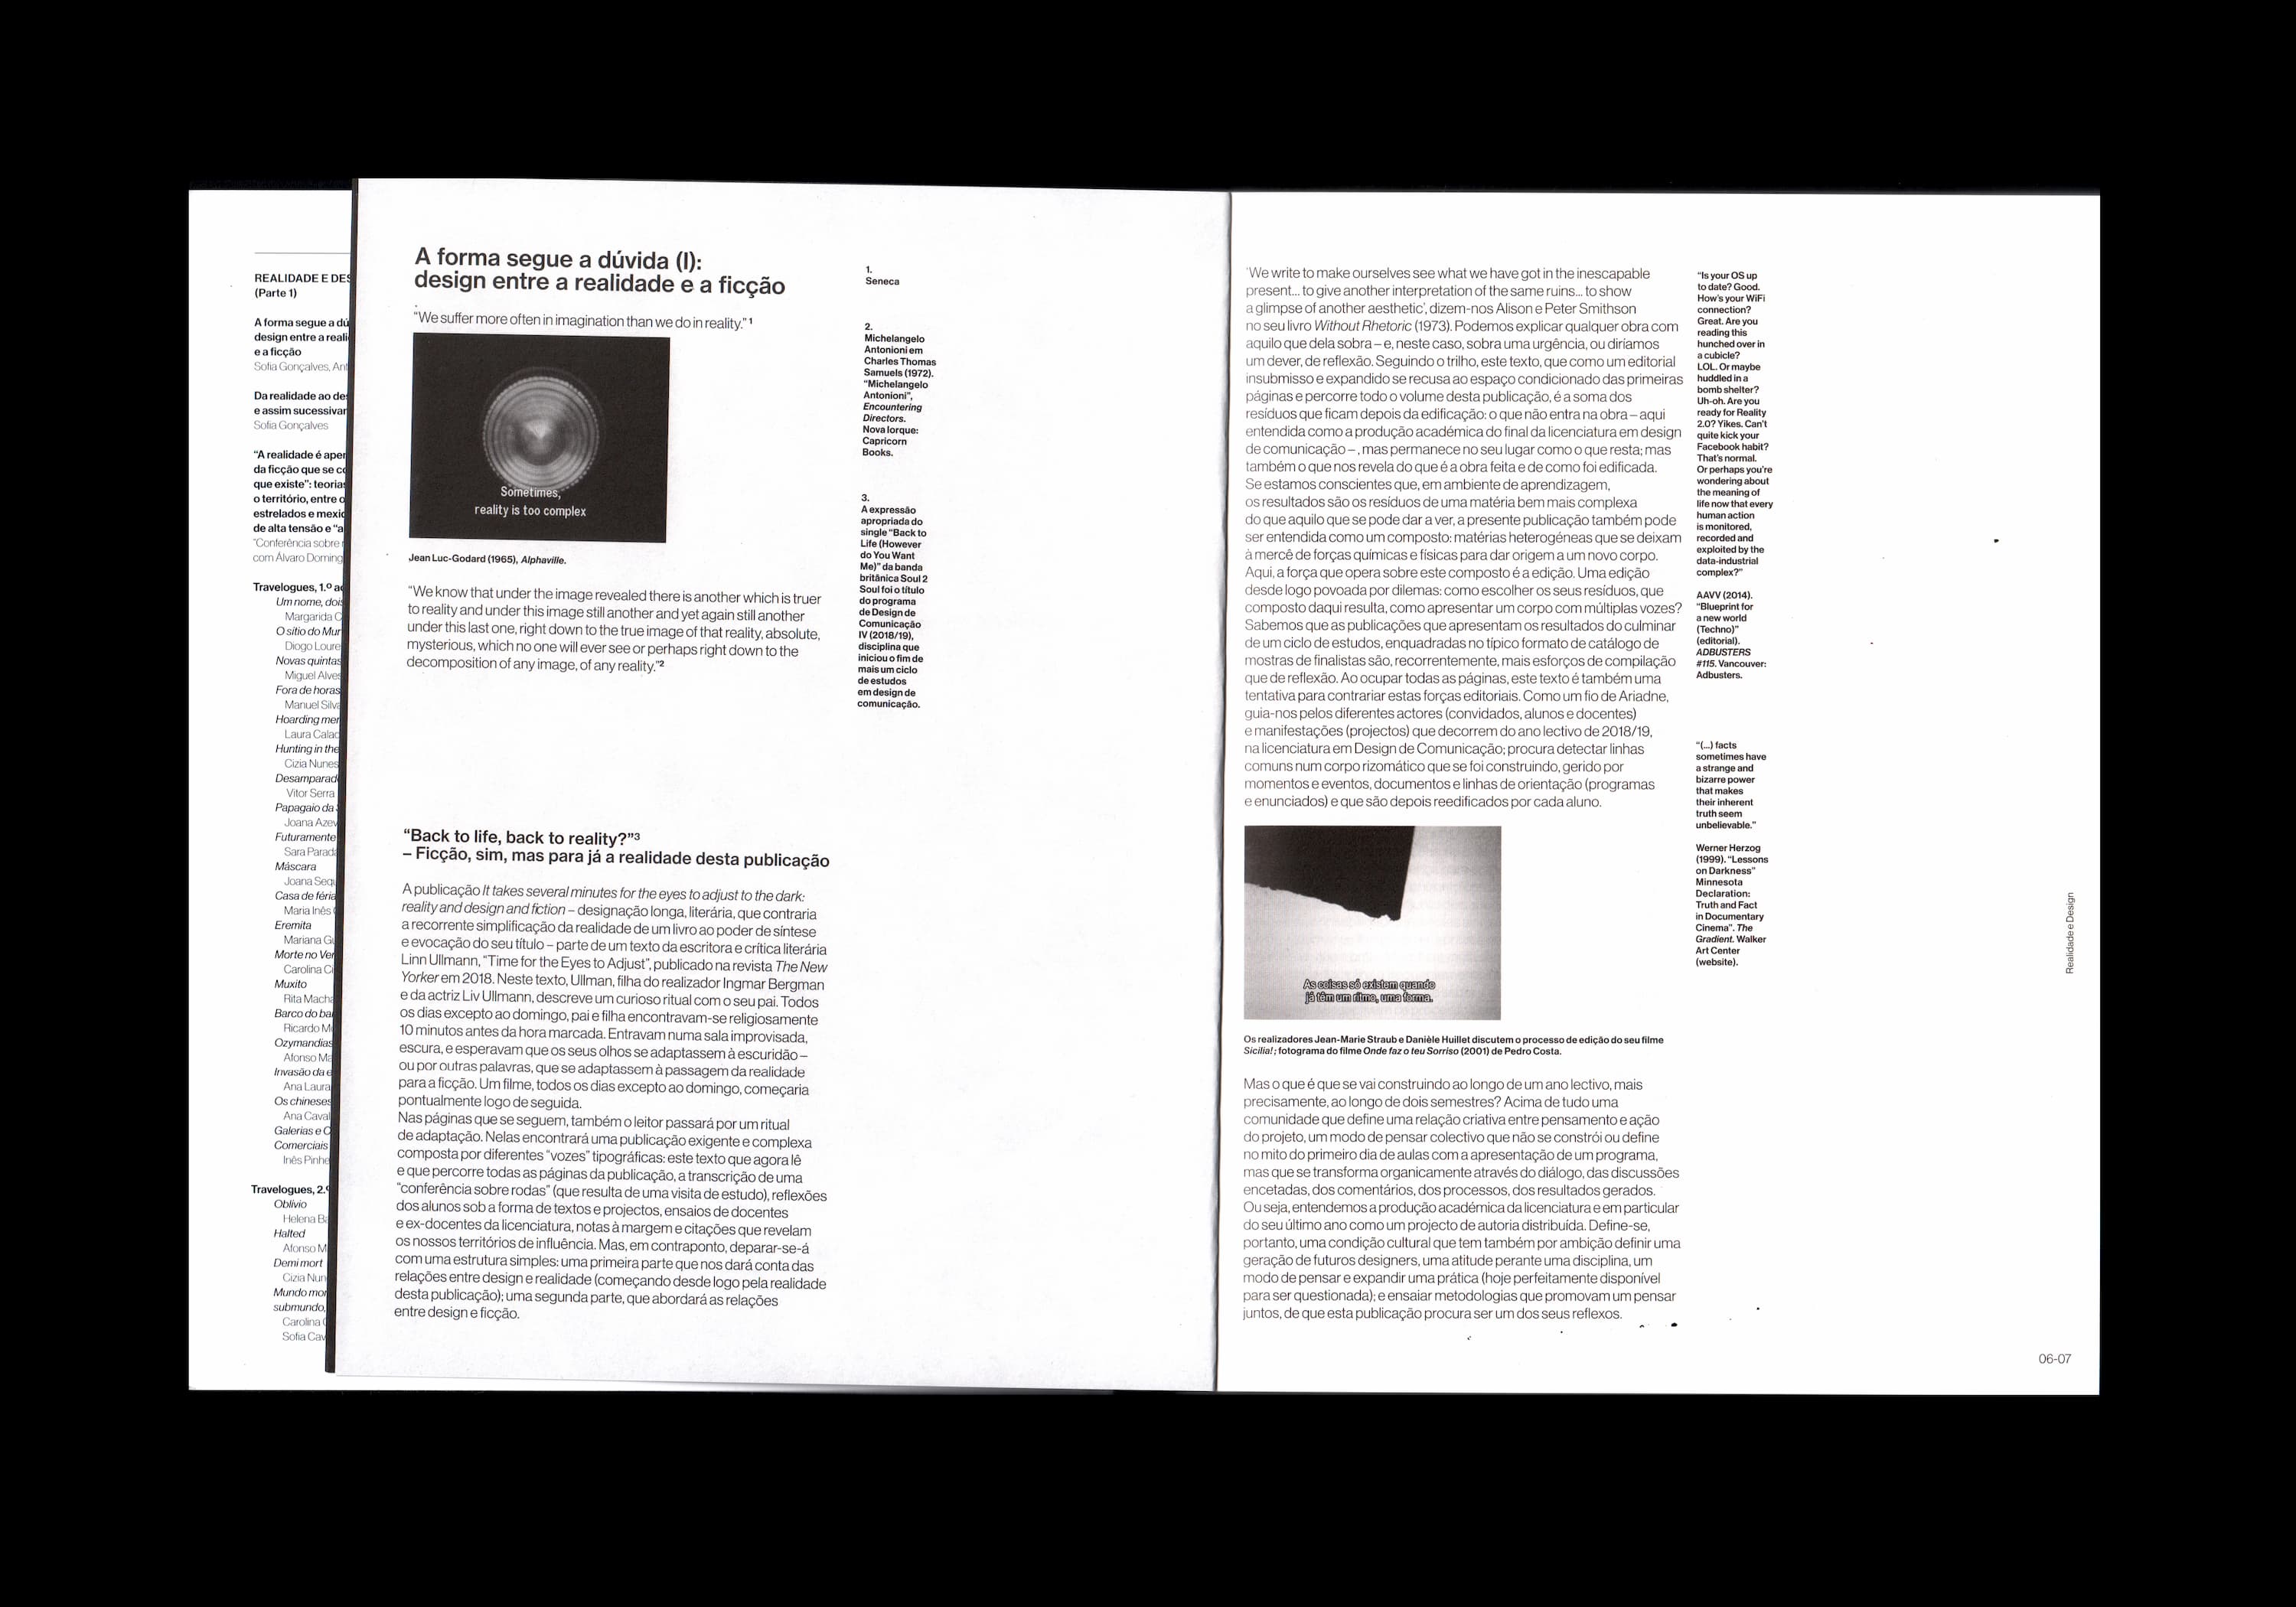 REALIDADE E DES
(Parte 1)
A forma segue a dú
design entre a reali
e a ficção
Sofia Gonçalves, Ant
Da realidade ao de
e assim sucessivar
Sofia Gonçalves
"A realidade é aper
da ficção que se co
que existe": teorias
o território, entre o
estrelados e mexic
de alta tensão e "a
"Conferência sobre
com Álvaro Doming
Travelogues, 1.º a
Um nome, dois
Margarida C
O sítio do Mur
Diogo Loure
Novas quintas
Miguel Alves
Fora de horas
Manuel Silva
Hoarding mer
Laura Calac
Hunting in the
Cizia Nunes
Desamparad
Vitor Serra
Papagaio da
Joana Azev
Futuramente
Sara Parada
Máscara
Joana Sequ
Casa de féria
Maria Inês
Eremita
Mariana Gu
Morte no Ver
Carolina Ci
Muxito
Rita Macha
Barco do bar
Ricardo M
Ozymandias
Afonso Ma
Invasão da e
Ana Laura
Os chineses
Ana Caval
Galerias e C
Comerciais
Inês Pinhe
Travelogues, 2.º
Oblívio
Helena Ba
Halted
Afonso M
Demi mort
Cizia Nun
Mundo mor
submundo,
Carolina
Sofia Cav
A forma segue a dúvida (I):
design entre a realidade e a ficção
"We suffer more often in imagination than we do in reality." 1
Sometimes,
reality is too complex
Jean Luc-Godard (1965), Alphaville.
"We know that under the image revealed there is another which is truer
to reality and under this image still another and yet again still another
under this last one, right down to the true image of that reality, absolute,
mysterious, which no one will ever see or perhaps right down to the
decomposition of any image, of any reality."2
"Back to life, back to reality?"3
– Ficção, sim, mas para já a realidade desta publicação
A publicação It takes several minutes for the eyes to adjust to the dark:
reality and design and fiction – designação longa, literária, que contraria
a recorrente simplificação da realidade de um livro ao poder de síntese
e evocação do seu título – parte de um texto da escritora e crítica literária
Linn Ullmann, "Time for the Eyes to Adjust", publicado na revista The New
Yorker em 2018. Neste texto, Ullman, filha do realizador Ingmar Bergman
e da actriz Liv Ullmann, descreve um curioso ritual com o seu pai. Todos
os dias excepto ao domingo, pai e filha encontravam-se religiosamente
10 minutos antes da hora marcada. Entravam numa sala improvisada,
escura, e esperavam que os seus olhos se adaptassem à escuridão –
ou por outras palavras, que se adaptassem à passagem da realidade
para a ficção. Um filme, todos os dias excepto ao domingo, começaria
pontualmente logo de seguida.
Nas páginas que se seguem, também o leitor passará por um ritual
de adaptação. Nelas encontrará uma publicação exigente e complexa
composta por diferentes "vozes" tipográficas: este texto que agora lê
e que percorre todas as páginas da publicação, a transcrição de uma
"conferência sobre rodas" (que resulta de uma visita de estudo), reflexões
dos alunos sob a forma de textos e projectos, ensaios de docentes
e ex-docentes da licenciatura, notas à margem e citações que revelam
os nossos territórios de influência. Mas, em contraponto, deparar-se-á
com uma estrutura simples: uma primeira parte que nos dará conta das
relações entre design e realidade (começando desde logo pela realidade
desta publicação); uma segunda parte, que abordará as relações
entre design e ficção.
1.
Seneca
2.
Michelangelo
Antonioni em
Charles Thomas
Samuels (1972).
"Michelangelo
Antonioni",
Encountering
Directors.
Nova Iorque:
Capricorn
Books.
3.
A expressão
apropriada do
single "Back to
Life (However
do You Want
Me)" da banda
britânica Soul 2
Soul foi o título
do programa
de Design de
Comunicação
IV (2018/19),
disciplina que
iniciou o fim de
mais um ciclo
de estudos
em design de
comunicação.
'We write to make ourselves see what we have got in the inescapable
present... to give another interpretation of the same ruins... to show
a glimpse of another aesthetic', dizem-nos Alison e Peter Smithson
no seu livro Without Rhetoric (1973). Podemos explicar qualquer obra com
aquilo que dela sobra – e, neste caso, sobra uma urgência, ou diríamos
um dever, de reflexão. Seguindo o trilho, este texto, que como um editorial
insubmisso e expandido se recusa ao espaço condicionado das primeiras
páginas e percorre todo o volume desta publicação, é a soma dos
resíduos que ficam depois da edificação: o que não entra na obra – aqui
entendida como a produção académica do final da licenciatura em design
de comunicação –, mas permanece no seu lugar como o que resta; mas
também o que nos revela do que é a obra feita e de como foi edificada.
Se estamos conscientes que, em ambiente de aprendizagem,
os resultados são os resíduos de uma matéria bem mais complexa
do que aquilo que se pode dar a ver, a presente publicação também pode
ser entendida como um composto: matérias heterogéneas que se deixam
à mercê de forças químicas e físicas para dar origem a um novo corpo.
Aqui, a força que opera sobre este composto é a edição. Uma edição
desde logo povoada por dilemas: como escolher os seus resíduos, que
composto daqui resulta, como apresentar um corpo com múltiplas vozes?
Sabemos que as publicações que apresentam os resultados do culminar
de um ciclo de estudos, enquadradas no típico formato de catálogo de
mostras de finalistas são, recorrentemente, mais esforços de compilação
que de reflexão. Ao ocupar todas as páginas, este texto é também uma
tentativa para contrariar estas forças editoriais. Como um fio de Ariadne,
guia-nos pelos diferentes actores (convidados, alunos e docentes)
e manifestações (projectos) que decorrem do ano lectivo de 2018/19,
na licenciatura em Design de Comunicação; procura detectar linhas
comuns num corpo rizomático que se foi construindo, gerido por
momentos e eventos, documentos e linhas de orientação (programas
e enunciados) e que são depois reedificados por cada aluno.
As coisas só existem quando
já têm um ritmo, uma forma.
Os realizadores Jean-Marie Straub e Danièle Huillet discutem o processo de edição do seu filme
Sicilia!; fotograma do filme Onde faz o teu Sorriso (2001) de Pedro Costa.
Mas o que é que se vai construindo ao longo de um ano lectivo, mais
precisamente, ao longo de dois semestres? Acima de tudo uma
comunidade que define uma relação criativa entre pensamento e ação
do projeto, um modo de pensar colectivo que não se constrói ou define
no mito do primeiro dia de aulas com a apresentação de um programa,
mas que se transforma organicamente através do diálogo, das discussões
encetadas, dos comentários, dos processos, dos resultados gerados.
Ou seja, entendemos a produção académica da licenciatura e em particular
do seu último ano como um projecto de autoria distribuída. Define-se,
portanto, uma condição cultural que tem também por ambição definir uma
geração de futuros designers, uma atitude perante uma disciplina, um
modo de pensar e expandir uma prática (hoje perfeitamente disponível
para ser questionada); e ensaiar metodologias que promovam um pensar
juntos, de que esta publicação procura ser um dos seus reflexos.
"Is your OS up
to date? Good.
How's your WiFi
connection?
Great. Are you
reading this
hunched over in
a cubicle?
LOL. Or maybe
huddled in a
bomb shelter?
Uh-oh. Are you
ready for Reality
2.0? Yikes. Can't
quite kick your
Facebook habit?
That's normal.
Or perhaps you're
wondering about
the meaning of
life now that every
human action
is monitored,
recorded and
exploited by the
data-industrial
complex?"
AAVV (2014).
"Blueprint for
a new world
(Techno)"
(editorial).
ADBUSTERS
#115. Vancouver:
Adbusters.
"(...) facts
sometimes have
a strange and
bizarre power
that makes
their inherent
truth seem
unbelievable."
Werner Herzog
(1999). "Lessons
on Darkness"
Minnesota
Declaration:
Truth and Fact
in Documentary
Cinema". The
Gradient. Walker
Art Center
(website).
Realidade e Design
06-07